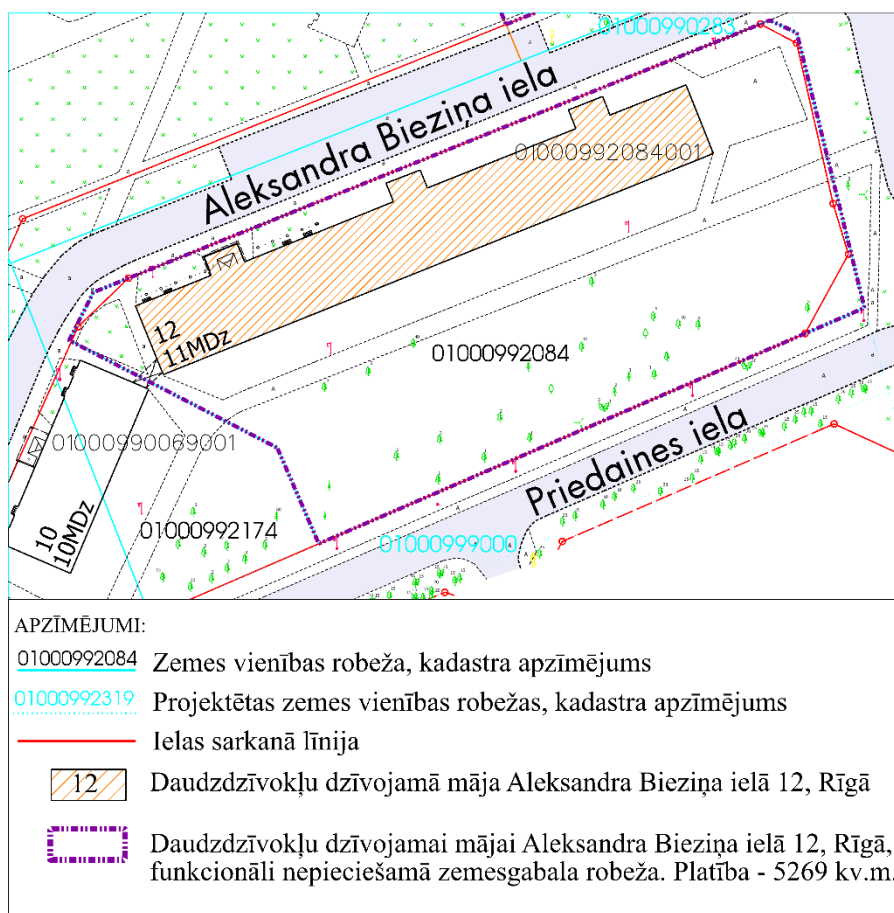 01000990283
Aleksandra Bieziņa iela
01000992084001
12
11MDz
01000992084
010000990069001
10
10MDz
01000992174
Priedaines iela
01000999000
APZĪMĒJUMI:
01000992084 Zemes vienības robeža, kadastra apzīmējums
01000992319 Projektētas zemes vienības robežas, kadastra apzīmējums
Ielas sarkanā līnija
12 Daudzdzīvokļu dzīvojamā māja Aleksandra Bieziņa ielā 12, Rīgā
Daudzdzīvokļu dzīvojamai mājai Aleksandra Bieziņa ielā 12, Rīgā,
funkcionāli nepieciešamā zemesgabala robeža. Platība - 5269 kv.m.